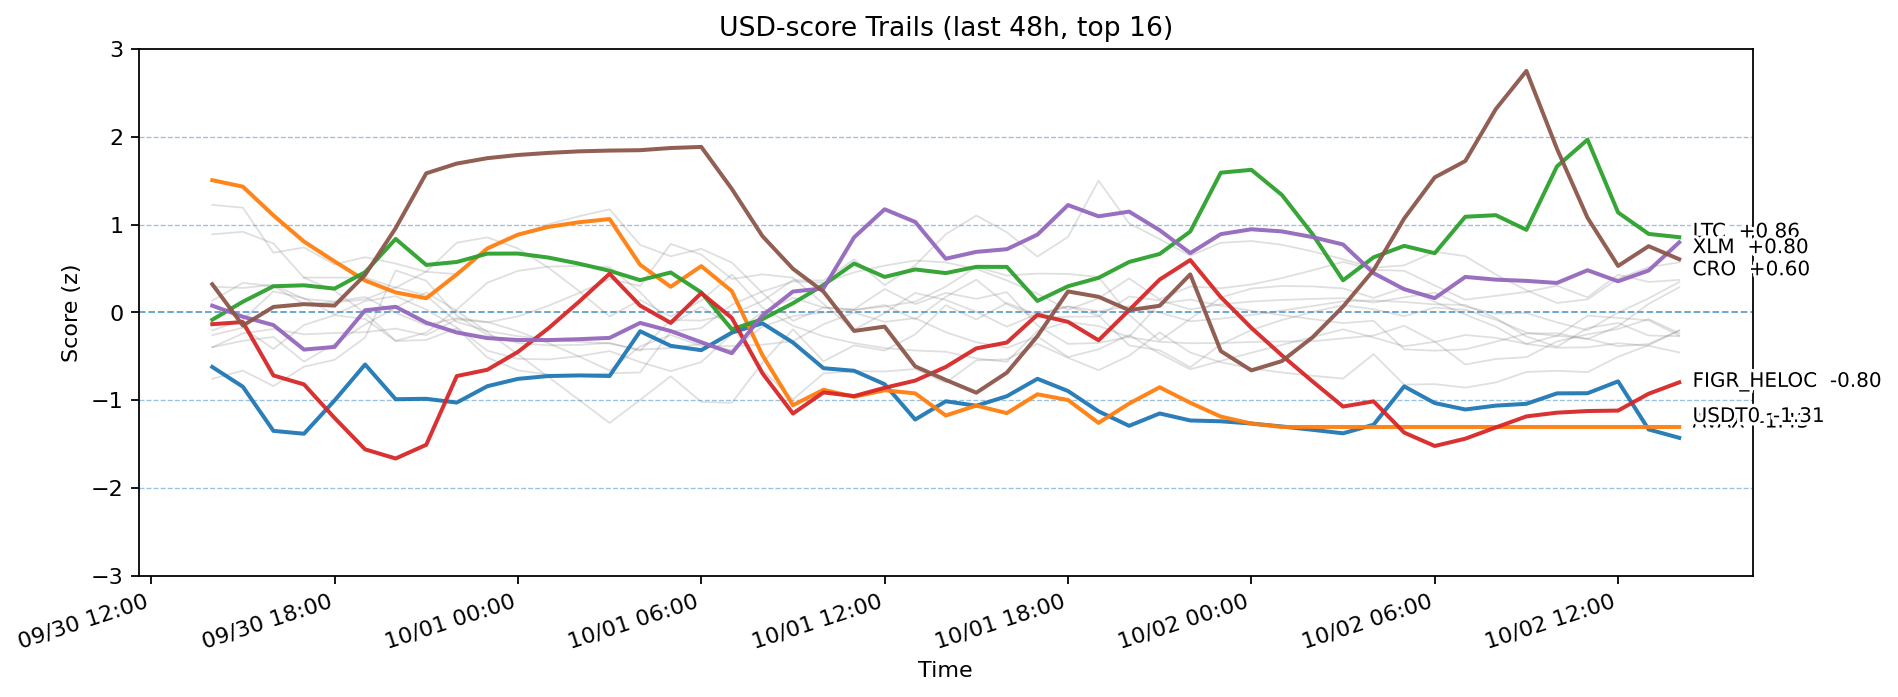 USD-score Trails (last 48h, top 16)
Score (z)
3
2
1
0
−1
−2
−3
LTC +0.86
XLM +0.80
CRO +0.60
FIGR_HELOC -0.80
USDT0 -1.31
09/30 12:00
09/30 18:00
10/01 00:00
10/01 06:00
10/01 12:00
10/01 18:00
10/02 00:00
10/02 06:00
10/02 12:00
Time